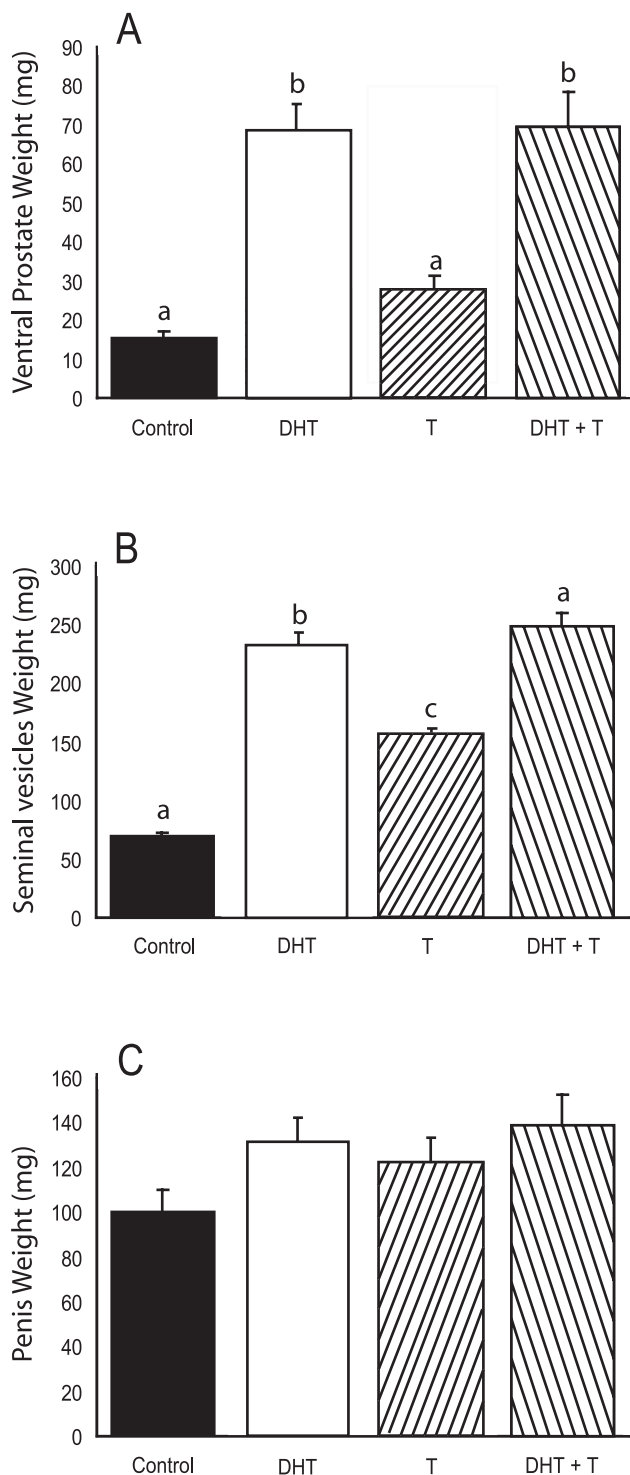 A
Ventral Prostate Weight (mg)
90
80
70
60
50
40
30
20
10
0
a
b
a
b
Control DHT T DHT + T
B
Seminal vesicles Weight (mg)
300
250
200
150
100
50
0
a
b
c
a
Control DHT T DHT + T
C
Penis Weight (mg)
160
140
120
100
80
60
40
20
0
Control DHT T DHT + T